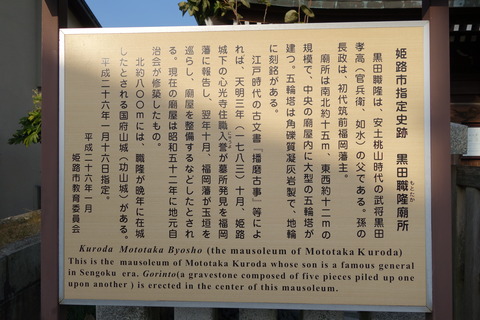 姫路市指定史跡　黒田職隆廟所
もとたか
黒田職隆は、安土桃山時代の武将黒田
孝高（官兵衛、如水）の父である。孫の
長政は、初代筑前福岡藩主。
廟所は南北約十五ｍ、東西約十二ｍの
規模で、中央の廟屋内に大型の五輪塔が
建つ。五輪塔は角礫質凝灰岩製で、地輪
に刻銘がある。
江戸時代の古文書『播磨古事』等によ
れば、天明三年（一七八三）十月、姫路
城下の心光寺住職入誉が墓所発見を福岡
藩に報告し、翌年十月、福岡藩が玉垣を
巡らし、廟屋を整備するなどしたとされ
る。現在の廟屋は昭和五十二年に地元自
治会が修築したもの。
北約八〇〇ｍには、職隆が晩年に在城
したとされる国府山城（功山城）がある。
平成二十六年一月十六日指定。
平成二十六年一月
姫路市教育委員会
Kuroda Mototaka Byosho (the mausoleum of Mototaka Kuroda)
This is the mausoleum of Mototaka Kuroda whose son is a famous general
in Sengoku era. Gorinto(a gravestone composed of five pieces piled up one
upon another ) is erected in the center of this mausoleum.